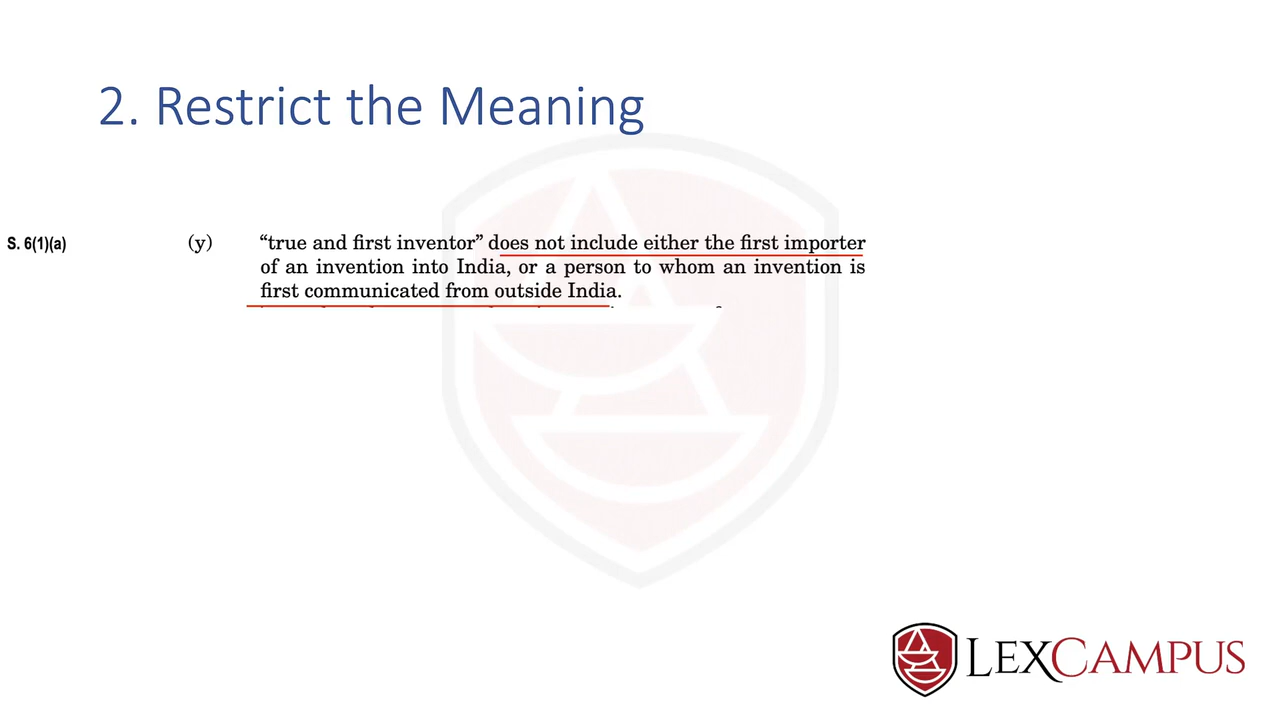 2. Restrict the Meaning
S. 6(1)(a)
(y) “true and first inventor” does not include either the first importer
of an invention into India, or a person to whom an invention is
first communicated from outside India.
LEXCAMPUS